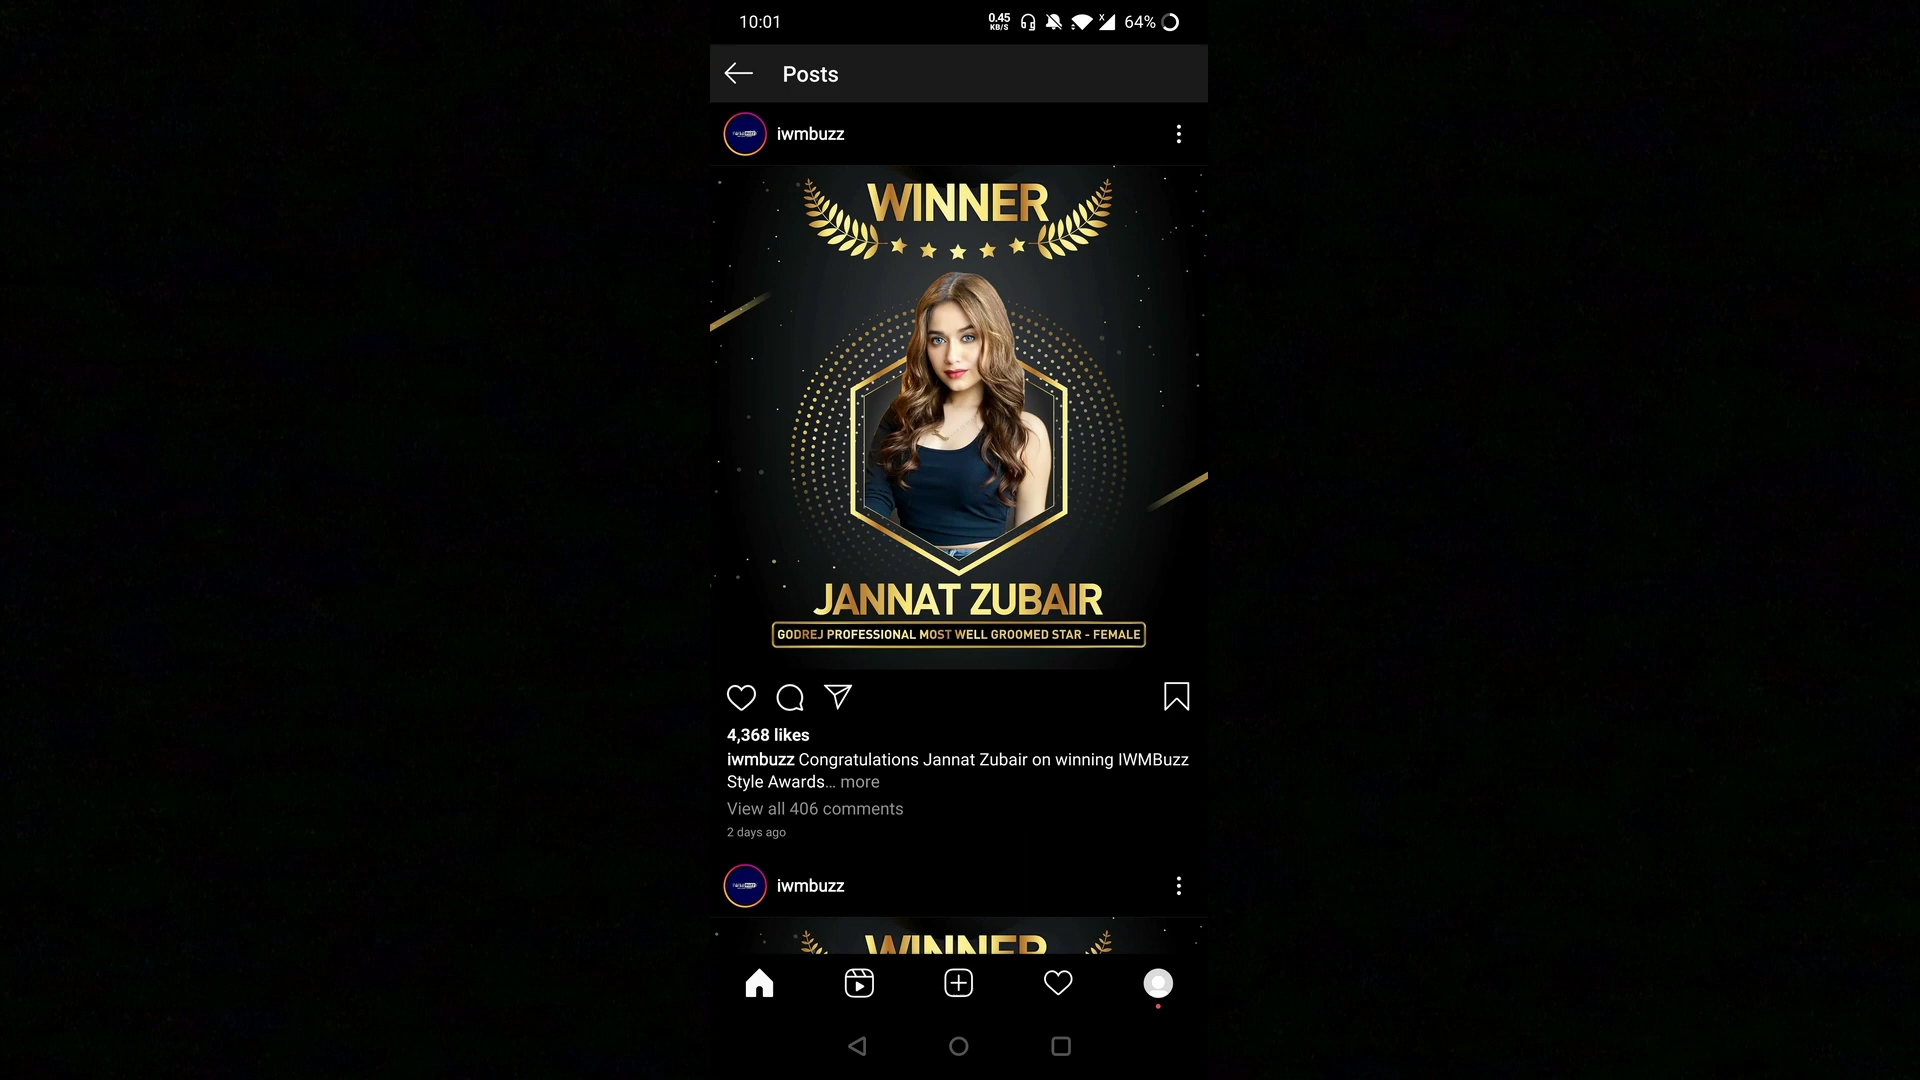 10:01
0.45
KB/S
X
64%
Posts
iwmbuzz
WINNER
JANNAT ZUBAIR
GODREJ PROFESSIONAL MOST WELL GROOMED STAR - FEMALE
4,368 likes
iwmbuzz Congratulations Jannat Zubair on winning IWMBuzz
Style Awards… more
View all 406 comments
2 days ago
iwmbuzz
WINNER